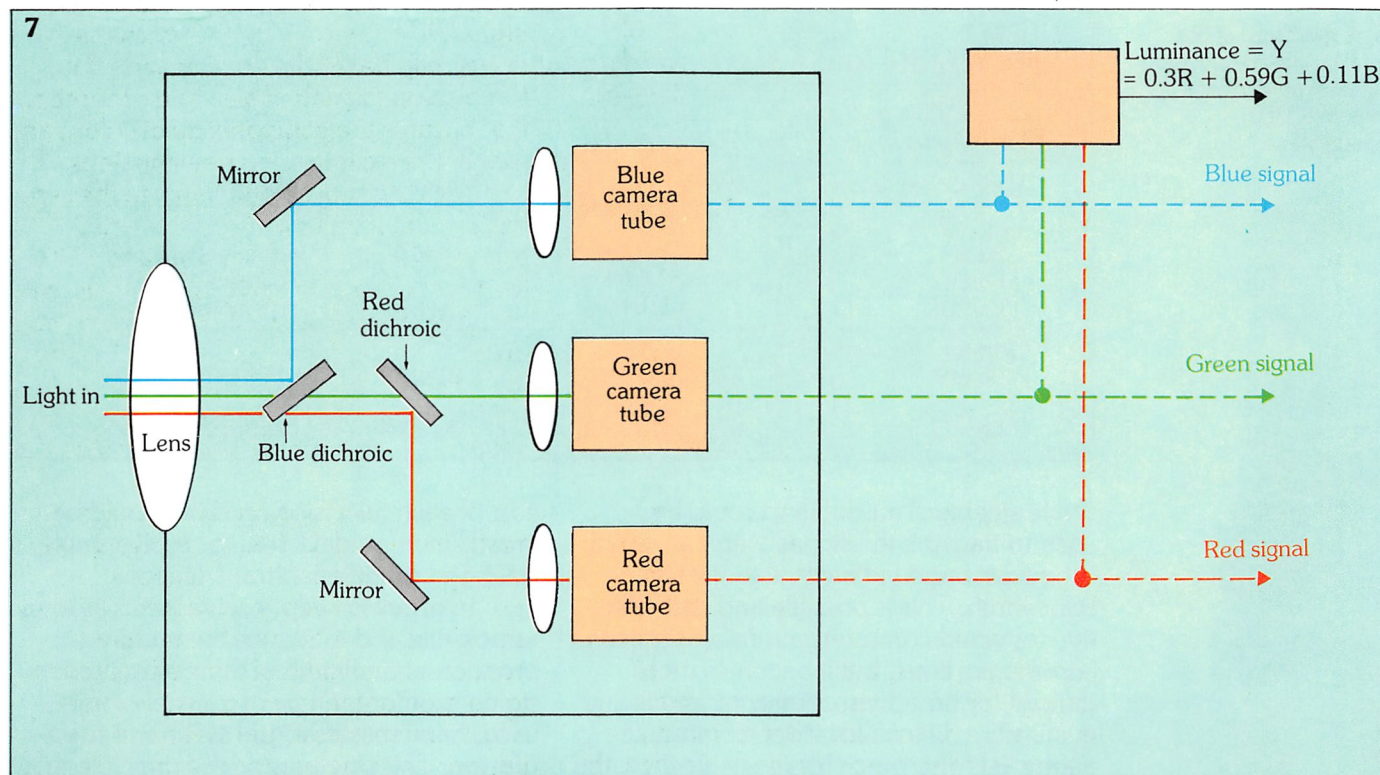 7
Luminance = Y
= 0.3R + 0.59G + 0.11B
Mirror
Blue
camera
tube
Blue signal
Red
dichroic
Light in
Lens
Blue dichroic
Green
camera
tube
Green signal
Mirror
Red
camera
tube
Red signal